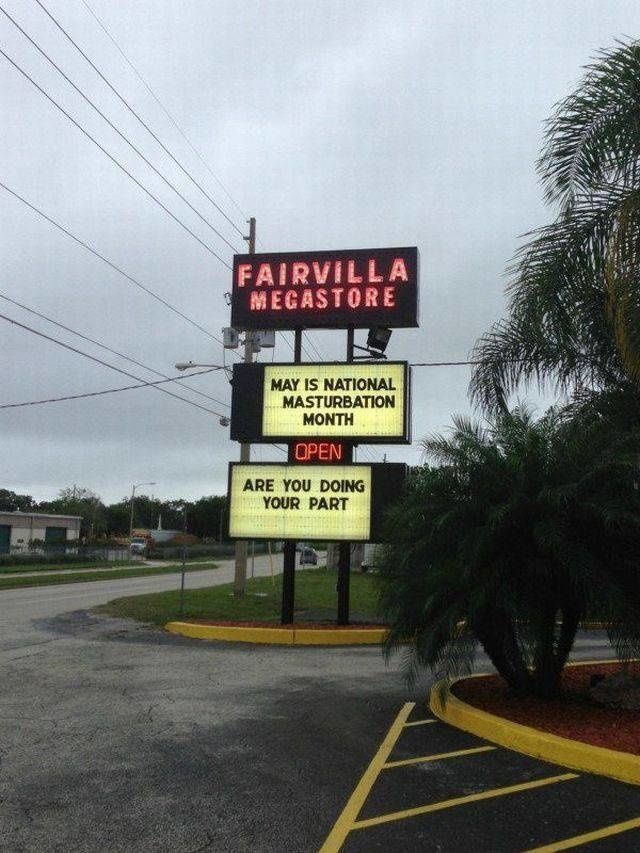 FAIRVILLA
MEGASTORE
MAY IS NATIONAL
MASTURBATION
MONTH
OPEN
ARE YOU DOING
YOUR PART